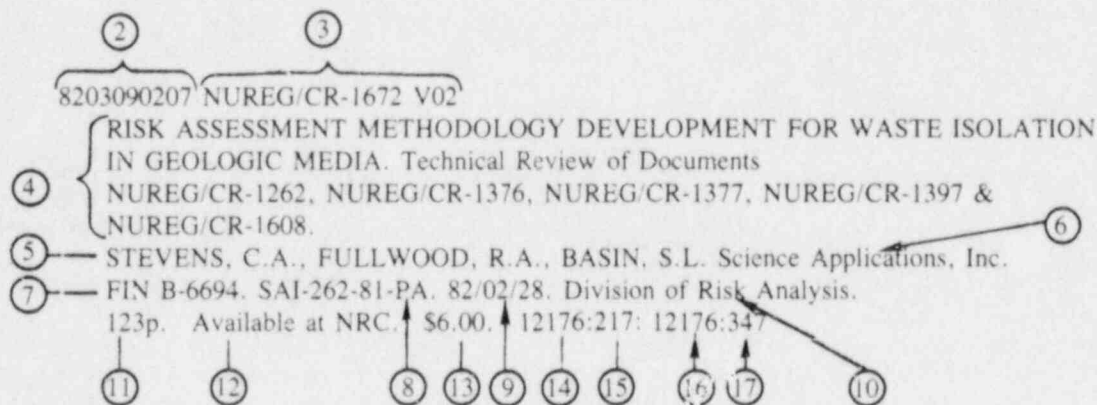 ② ③
8203090207 NUREG/CR-1672 V02
RISK ASSESSMENT METHODOLOGY DEVELOPMENT FOR WASTE ISOLATION
IN GEOLOGIC MEDIA. Technical Review of Documents
④ NUREG/CR-1262, NUREG/CR-1376, NUREG/CR-1377, NUREG/CR-1397 &
NUREG/CR-1608.
⑥
⑤ STEVENS, C.A., FULLWOOD, R.A., BASIN, S.L. Science Applications, Inc.
⑦ FIN B-6694. SAI-262-81-PA. 82/02/28. Division of Risk Analysis.
123p. Available at NRC. $6.00. 12176:217: 12176:347
⑪ ⑫ ⑧ ⑬ ⑨ ⑭ ⑮ ⑯ ⑰ ⑩